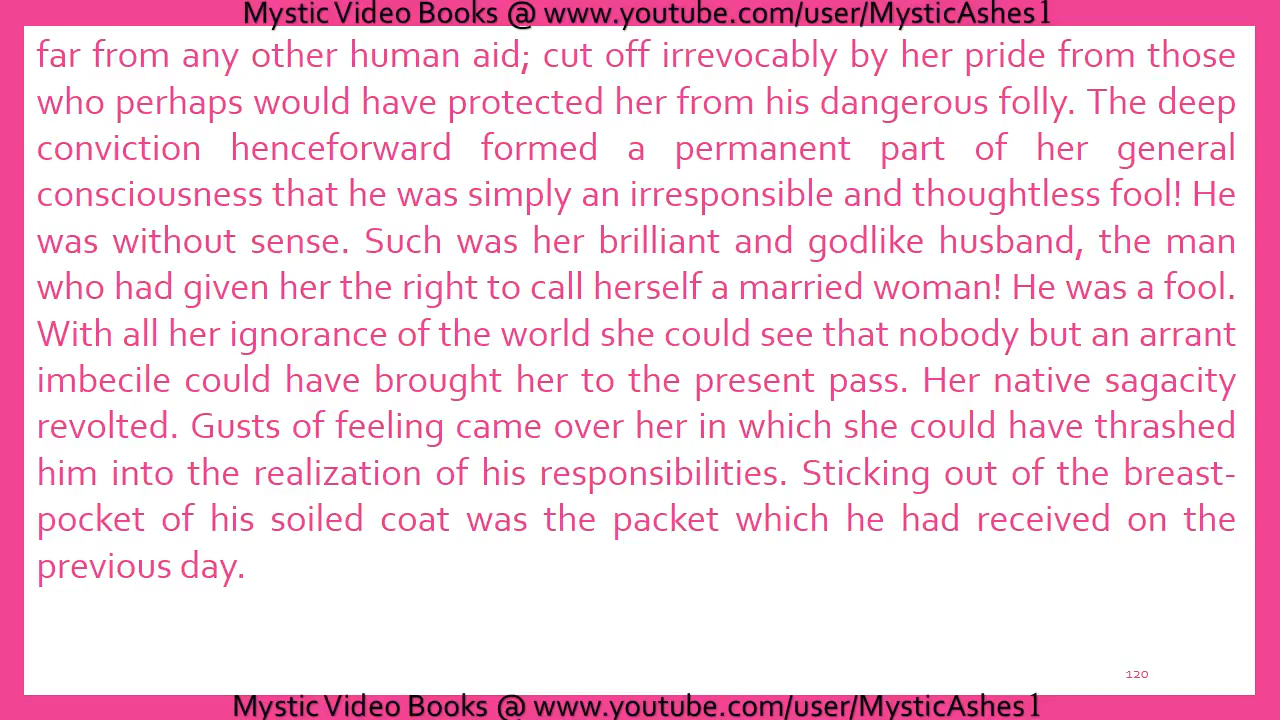 Mystic Video Books @ www.youtube.com/user/MysticAshes1
far from any other human aid; cut off irrevocably by her pride from those
who perhaps would have protected her from his dangerous folly. The deep
conviction henceforward formed a permanent part of her general
consciousness that he was simply an irresponsible and thoughtless fool! He
was without sense. Such was her brilliant and godlike husband, the man
who had given her the right to call herself a married woman! He was a fool.
With all her ignorance of the world she could see that nobody but an arrant
imbecile could have brought her to the present pass. Her native sagacity
revolted. Gusts of feeling came over her in which she could have thrashed
him into the realization of his responsibilities. Sticking out of the breast-
pocket of his soiled coat was the packet which he had received on the
previous day.
120
Mystic Video Books @ www.youtube.com/user/MysticAshes1